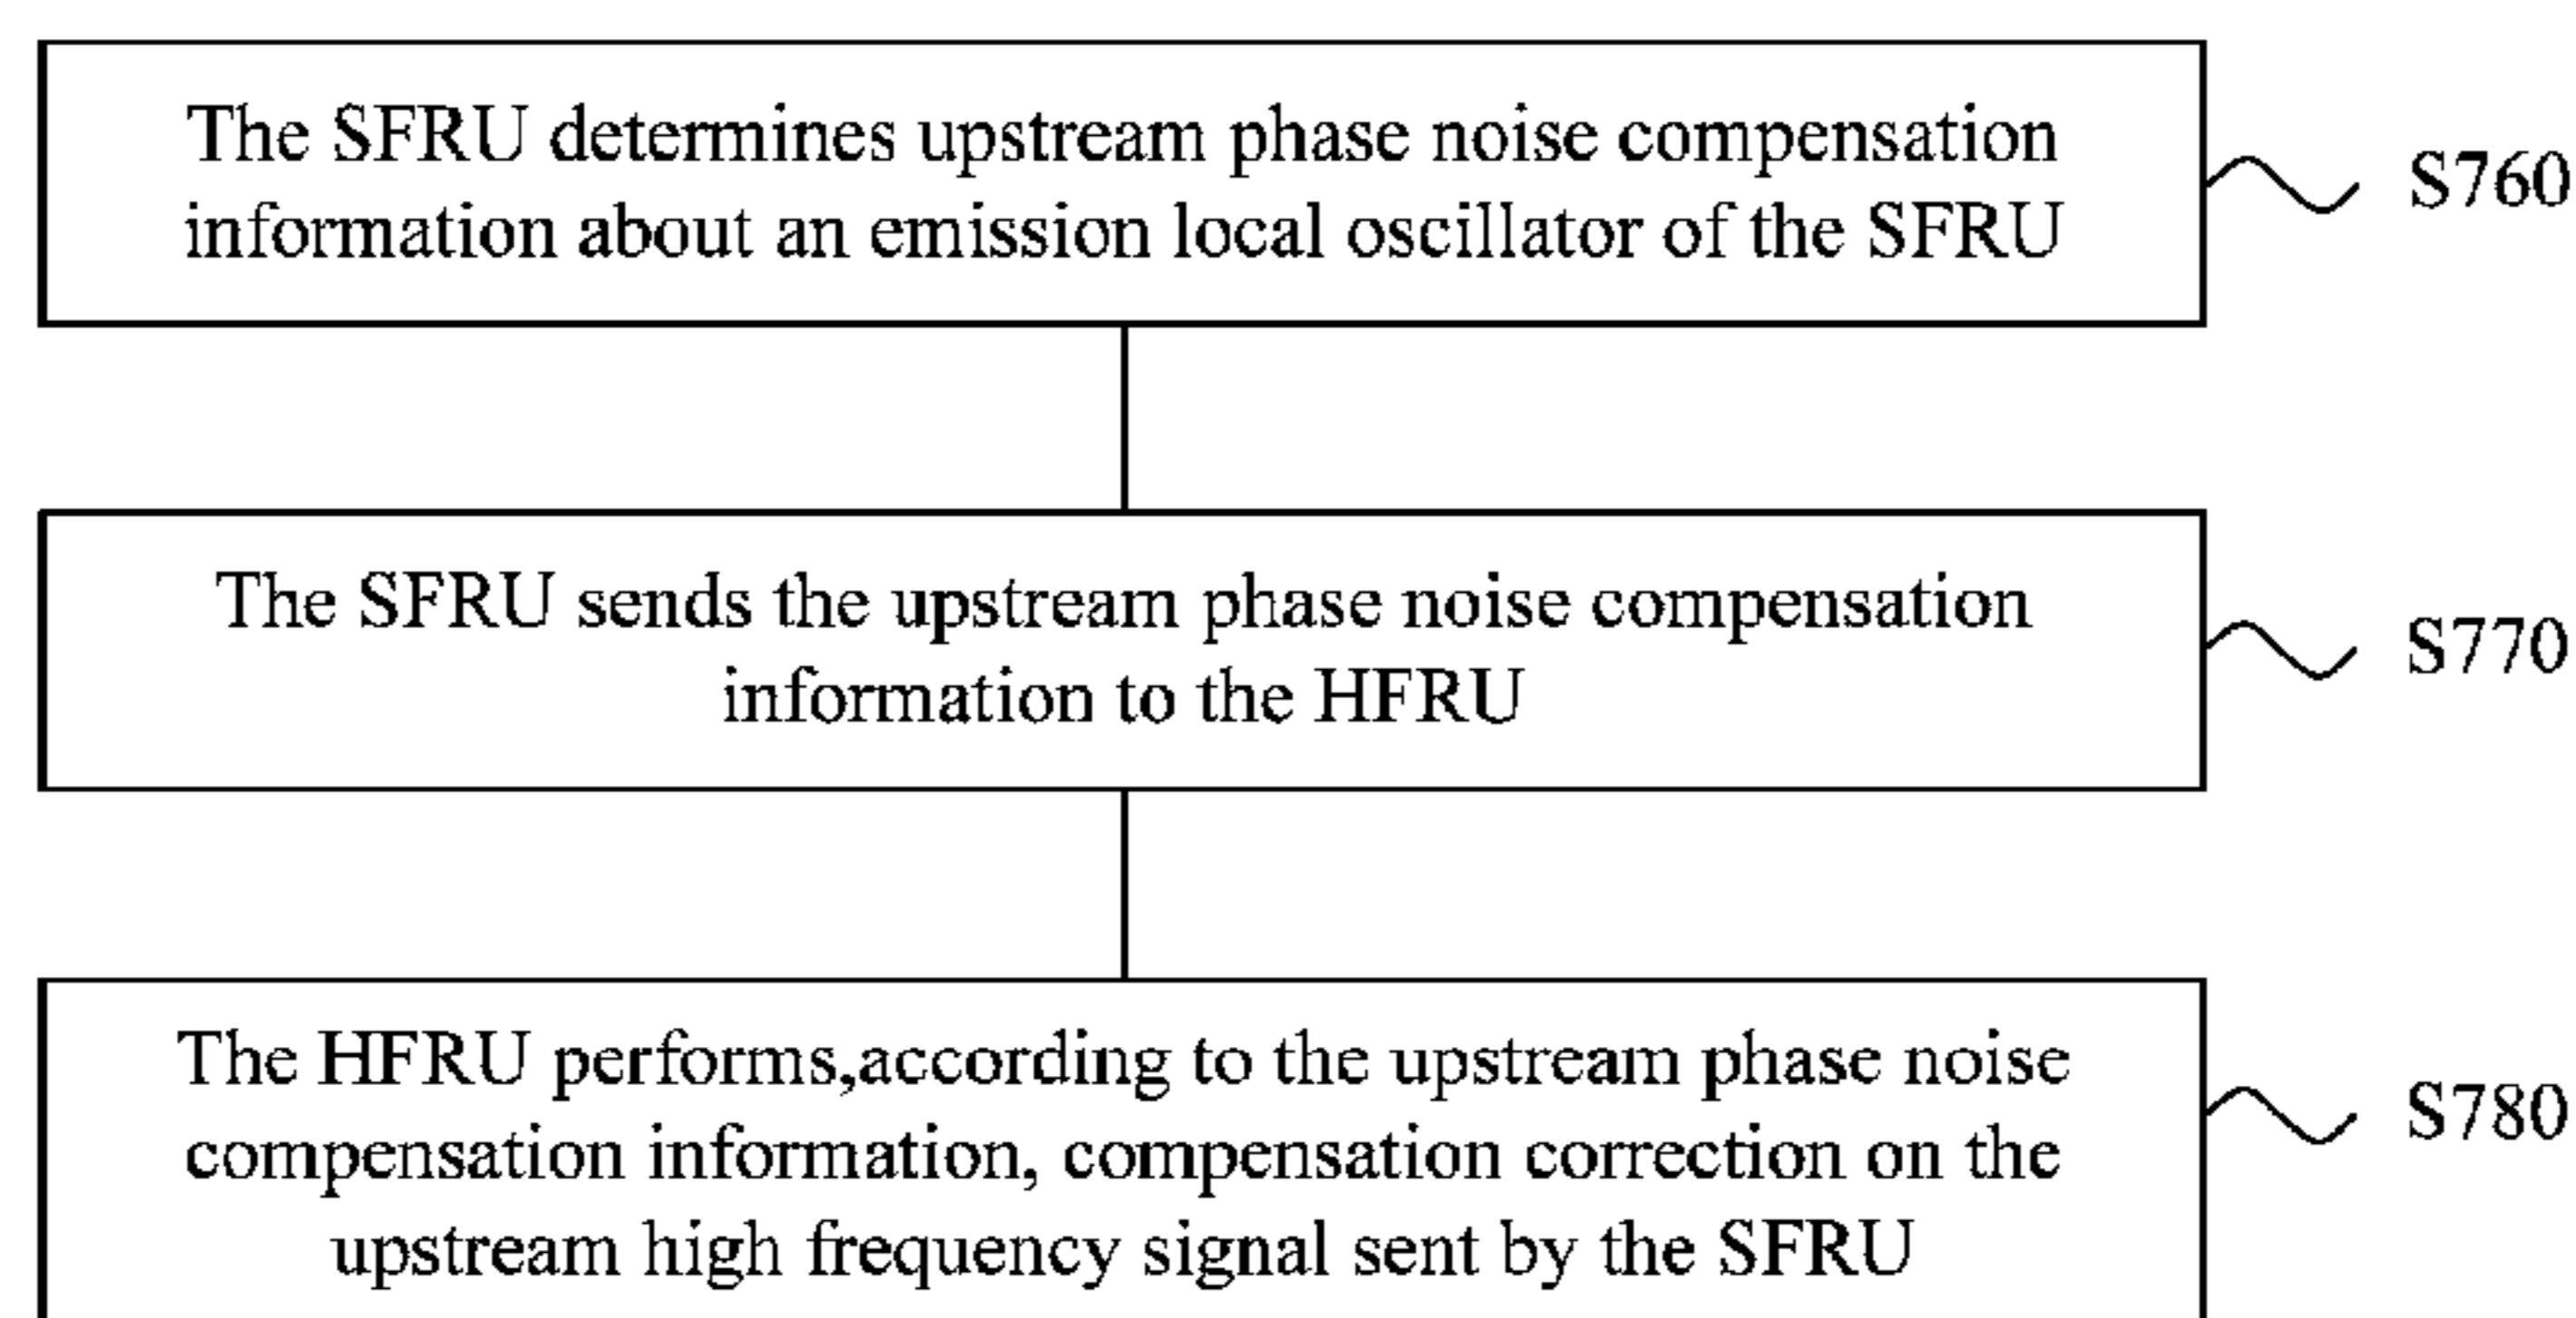 The SFRU determines upstream phase noise compensation
information about an emission local oscillator of the SFRU
S760
The SFRU sends the upstream phase noise compensation
information to the HFRU
S770
The HFRU performs,according to the upstream phase noise
compensation information, compensation correction on the
upstream high frequency signal sent by the SFRU
S780